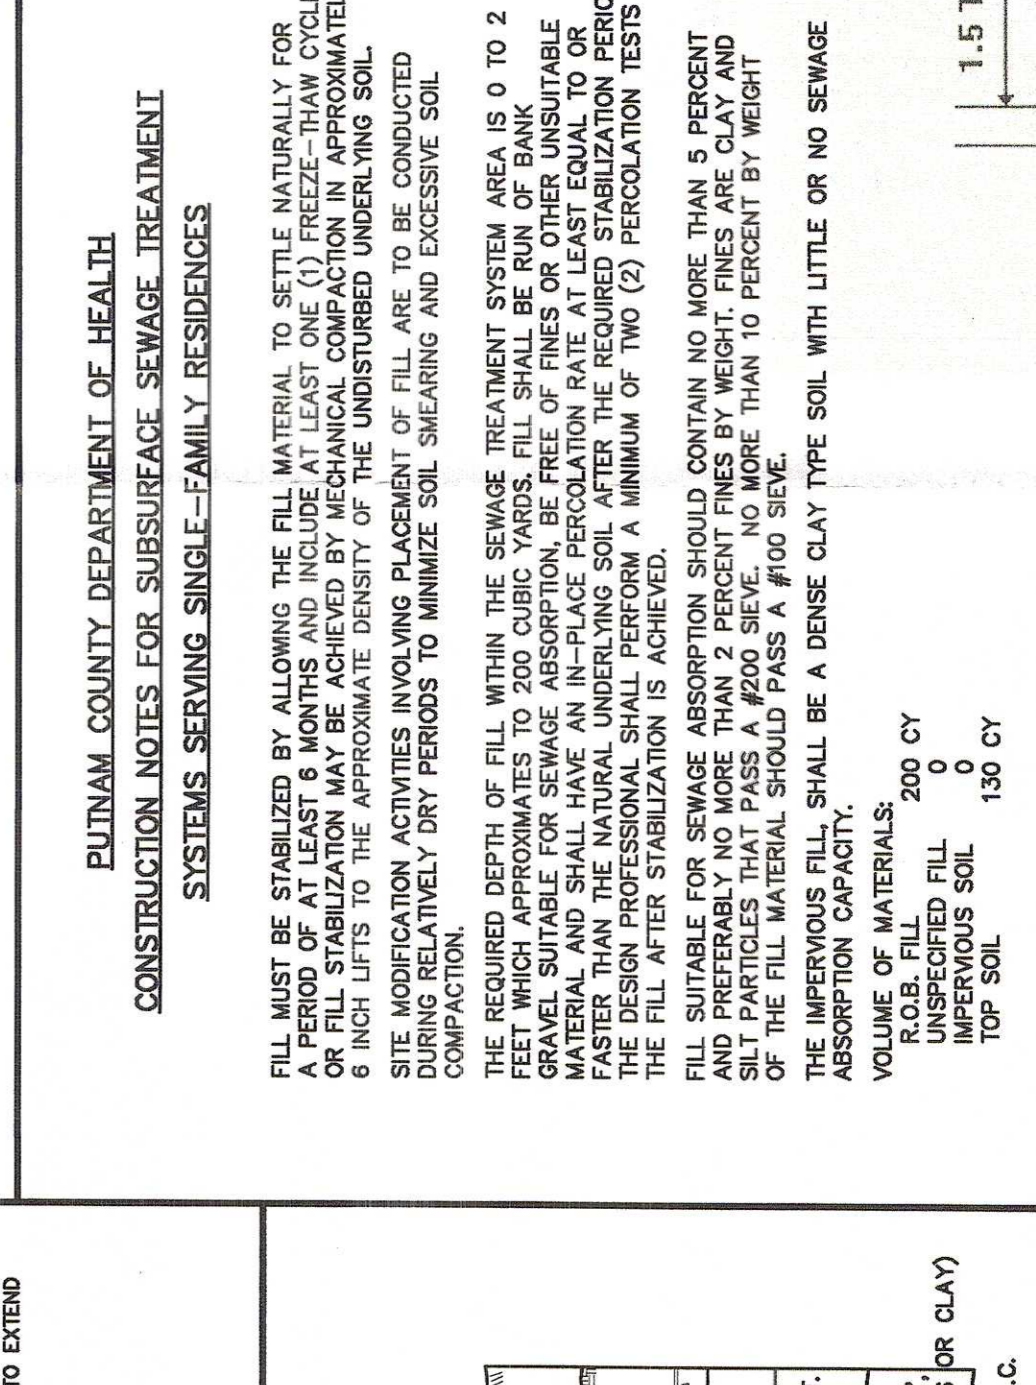 PUTNAM COUNTY DEPARTMENT OF HEALTH
CONSTRUCTION NOTES FOR SUBSURFACE SEWAGE TREATMENT
SYSTEMS SERVING SINGLE-FAMILY RESIDENCES
FILL MUST BE STABILIZED BY ALLOWING THE FILL MATERIAL TO SETTLE NATURALLY FOR
A PERIOD OF AT LEAST 6 MONTHS AND INCLUDE AT LEAST ONE (1) FREEZE-THAW CYCL
OR FILL STABILIZATION MAY BE ACHIEVED BY MECHANICAL COMPACTION IN APPROXIMATEL
6 INCH LIFTS TO THE APPROXIMATE DENSITY OF THE UNDISTURBED UNDERLYING SOIL.
SITE MODIFICATION ACTIVITIES INVOLVING PLACEMENT OF FILL ARE TO BE CONDUCTED
DURING RELATIVELY DRY PERIODS TO MINIMIZE SOIL SMEARING AND EXCESSIVE SOIL
COMPACTION.
THE REQUIRED DEPTH OF FILL WITHIN THE SEWAGE TREATMENT SYSTEM AREA IS 0 TO 2
FEET WHICH APPROXIMATES TO 200 CUBIC YARDS. FILL SHALL BE RUN OF BANK
GRAVEL SUITABLE FOR SEWAGE ABSORPTION, BE FREE OF FINES OR OTHER UNSUITABLE
MATERIAL AND SHALL HAVE AN IN-PLACE PERCOLATION RATE AT LEAST EQUAL TO OR
FASTER THAN THE NATURAL UNDERLYING SOIL AFTER THE REQUIRED STABILIZATION PERIO
THE DESIGN PROFESSIONAL SHALL PERFORM A MINIMUM OF TWO (2) PERCOLATION TESTS
THE FILL AFTER STABILIZATION IS ACHIEVED.
FILL SUITABLE FOR SEWAGE ABSORPTION SHOULD CONTAIN NO MORE THAN 5 PERCENT
AND PREFERABLY NO MORE THAN 2 PERCENT FINES BY WEIGHT. FINES ARE CLAY AND
SILT PARTICLES THAT PASS A #200 SIEVE. NO MORE THAN 10 PERCENT BY WEIGHT
OF THE FILL MATERIAL SHOULD PASS A #100 SIEVE.
THE IMPERVIOUS FILL, SHALL BE A DENSE CLAY TYPE SOIL WITH LITTLE OR NO SEWAGE
ABSORPTION CAPACITY.
VOLUME OF MATERIALS:
R.O.B. FILL 200 CY
UNSPECIFIED FILL 0
IMPERVIOUS SOIL 0
TOP SOIL 130 CY
1.5 T
TO EXTEND
OR CLAY)
.C.